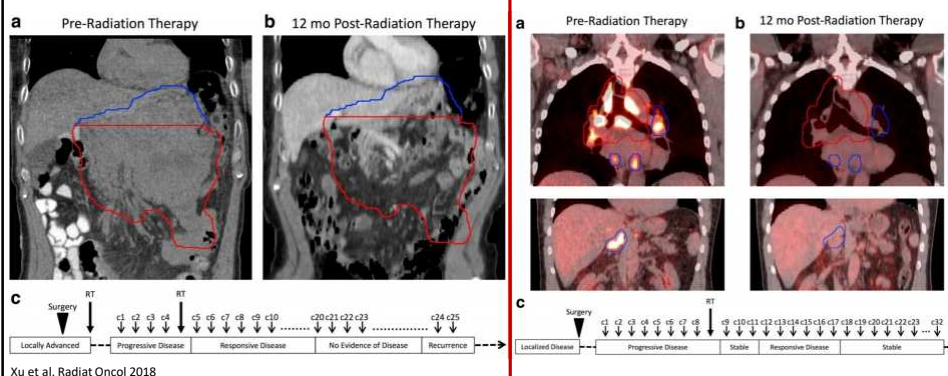 a Pre-Radiation Therapy
b 12 mo Post-Radiation Therapy
c
Surgery RT RT
c1 c2 c3 c4 c5 c6 c7 c8 c9 c10 ........ c20 c21 c22 c23 ................ c24 c25
Locally Advanced Progressive Disease Responsive Disease No Evidence of Disease Recurrence
Xu et al. Radiat Oncol 2018
a Pre-Radiation Therapy
b 12 mo Post-Radiation Therapy
c
Surgery RT
c1 c2 c3 c4 c5 c6 c7 c8 c9 c10 c11 c12 c13 c14 c15 c16 c17 c18 c19 c20 c21 c22 c23 ... c32
Localized Disease Progressive Disease Stable Responsive Disease Stable